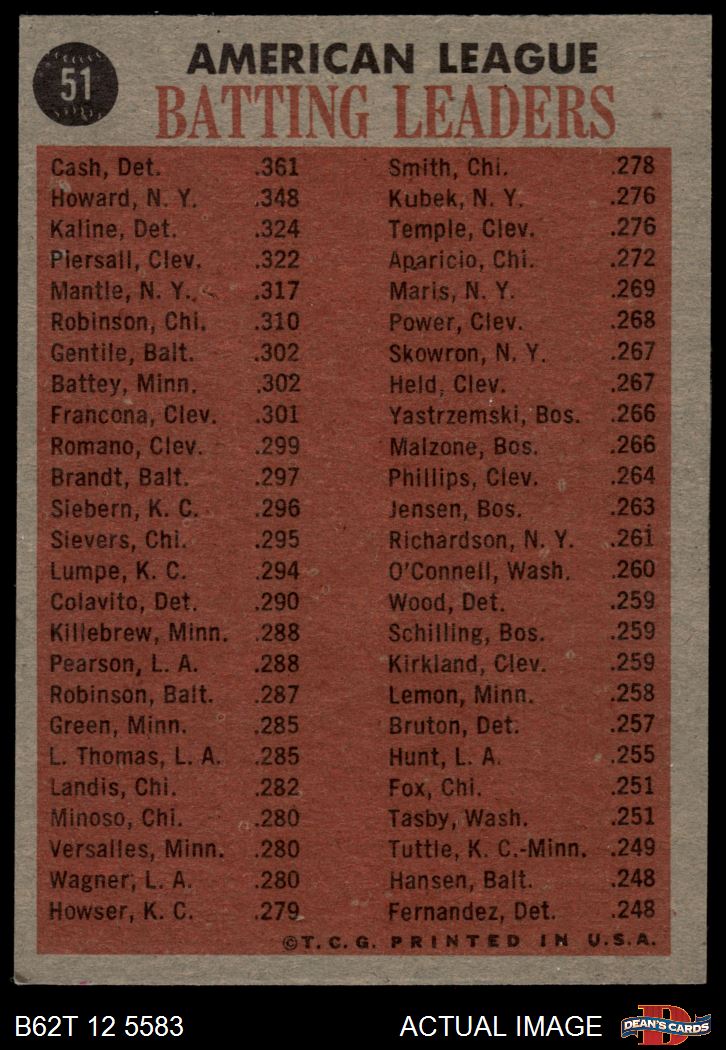 51
AMERICAN LEAGUE
BATTING LEADERS
Cash, Det. .361
Howard, N. Y. .348
Kaline, Det. .324
Piersall, Clev. .322
Mantle, N. Y. .317
Robinson, Chi. .310
Gentile, Balt. .302
Battey, Minn. .302
Francona, Clev. .301
Romano, Clev. .299
Brandt, Balt. .297
Siebern, K. C. .296
Sievers, Chi. .295
Lumpe, K. C. .294
Colavito, Det. .290
Killebrew, Minn. .288
Pearson, L. A. .288
Robinson, Balt. .287
Green, Minn. .285
L. Thomas, L. A. .285
Landis, Chi. .282
Minoso, Chi. .280
Versalles, Minn. .280
Wagner, L. A. .280
Howser, K. C. .279
Smith, Chi. .278
Kubek, N. Y. .276
Temple, Clev. .276
Aparicio, Chi. .272
Maris, N. Y. .269
Power, Clev. .268
Skowron, N. Y. .267
Held, Clev. .267
Yastrzemski, Bos. .266
Malzone, Bos. .266
Phillips, Clev. .264
Jensen, Bos. .263
Richardson, N. Y. .261
O'Connell, Wash. .260
Wood, Det. .259
Schilling, Bos. .259
Kirkland, Clev. .259
Lemon, Minn. .258
Bruton, Det. .257
Hunt, L. A. .255
Fox, Chi. .251
Tasby, Wash. .251
Tuttle, K. C.-Minn. .249
Hansen, Balt. .248
Fernandez, Det. .248
©T.C.G. PRINTED IN U.S.A.
B62T 12 5583
ACTUAL IMAGE
D
DEAN'S CARDS